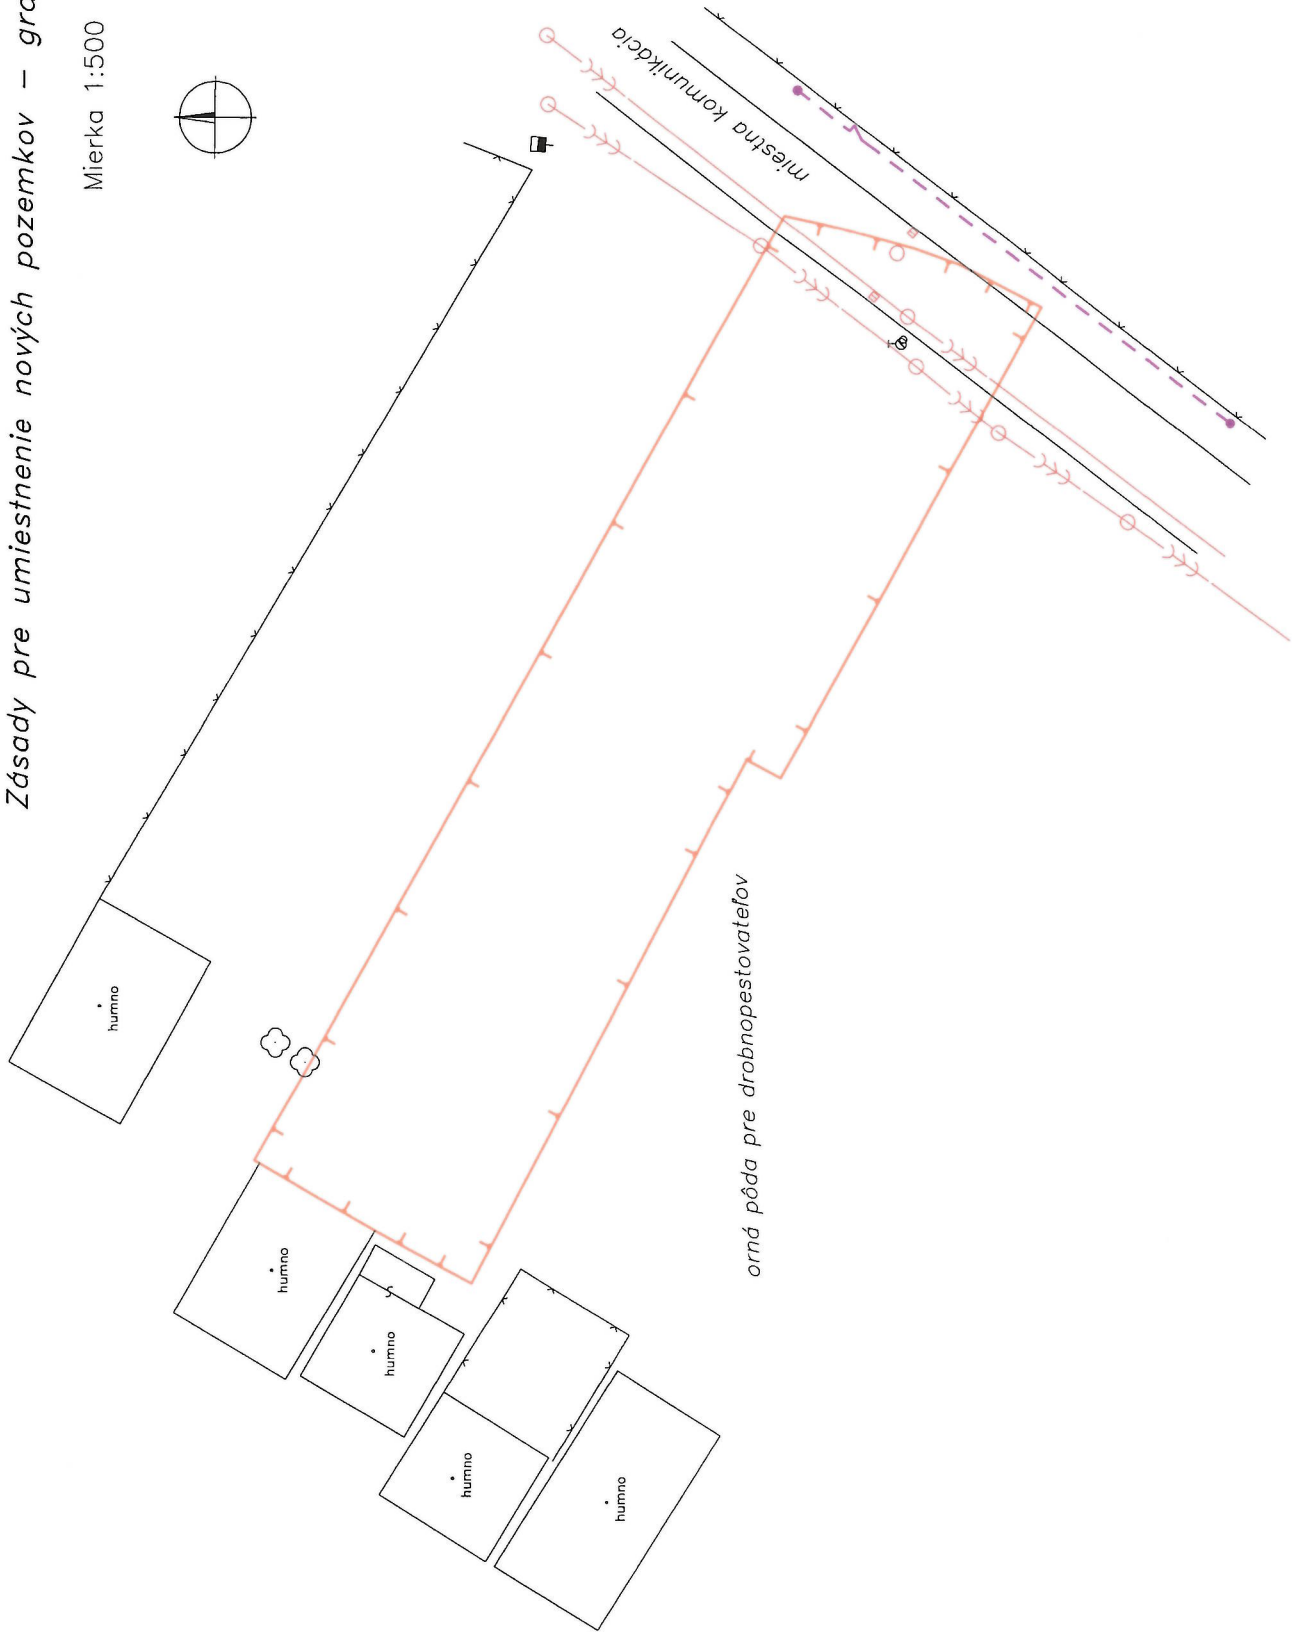 Zásady pre umiestnenie nových pozemkov –
Mierka 1:500
miestna komunikácia
humno
humno
humno
humno
humno
orná pôda pre drobnopestovateľov